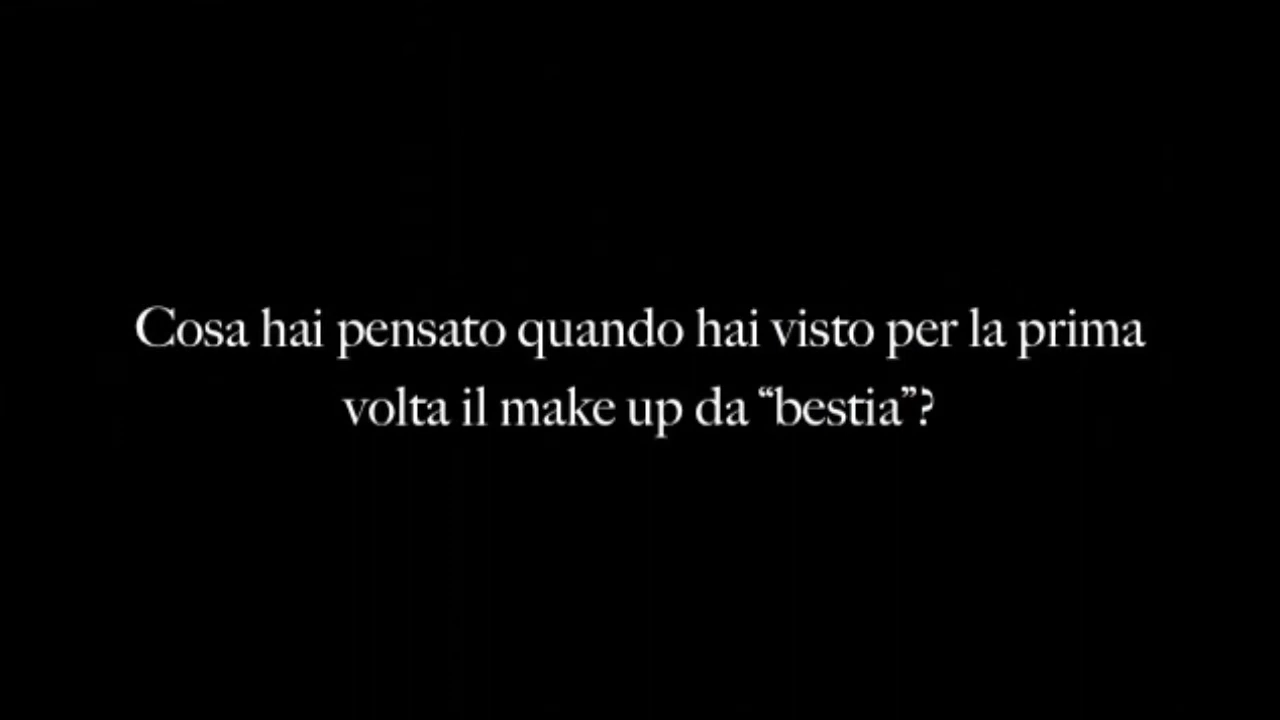 Cosa hai pensato quando hai visto per la prima
volta il make up da “bestia”?